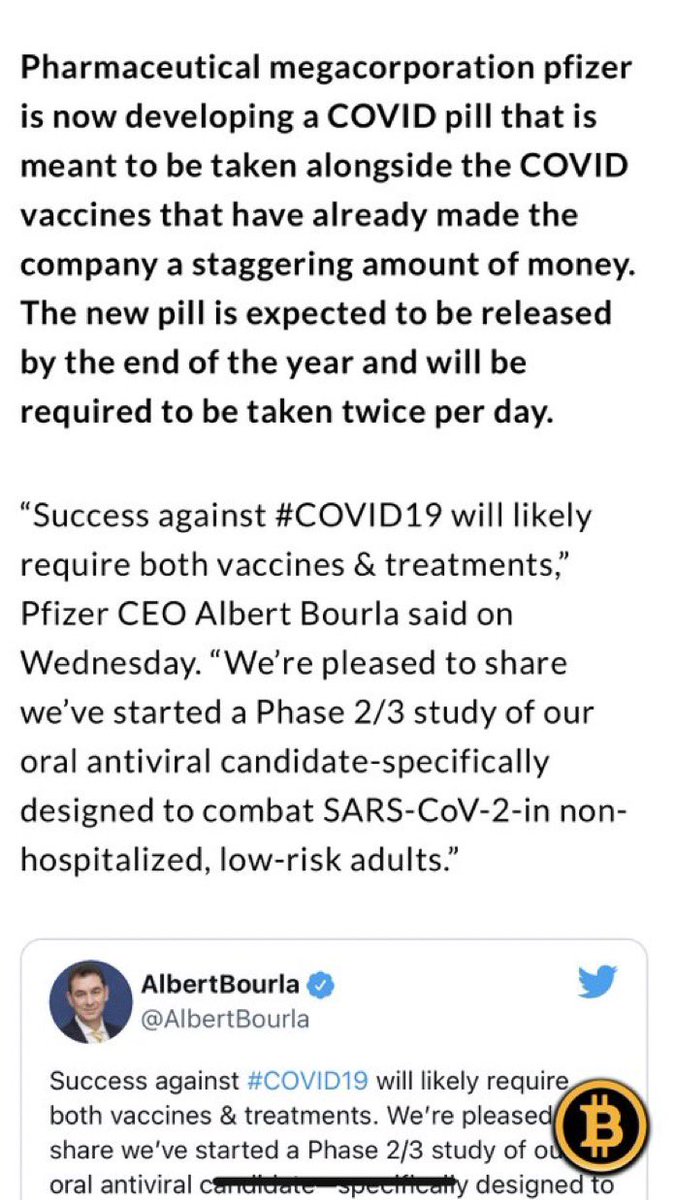 Pharmaceutical megacorporation pfizer
is now developing a COVID pill that is
meant to be taken alongside the COVID
vaccines that have already made the
company a staggering amount of money.
The new pill is expected to be released
by the end of the year and will be
required to be taken twice per day.
“Success against #COVID19 will likely
require both vaccines & treatments,”
Pfizer CEO Albert Bourla said on
Wednesday. “We’re pleased to share
we’ve started a Phase 2/3 study of our
oral antiviral candidate-specifically
designed to combat SARS-CoV-2-in non-
hospitalized, low-risk adults.”
AlbertBourla
@AlbertBourla
Success against #COVID19 will likely require
both vaccines & treatments. We’re pleased
share we’ve started a Phase 2/3 study of
oral antiviral candidate—specifically designed to